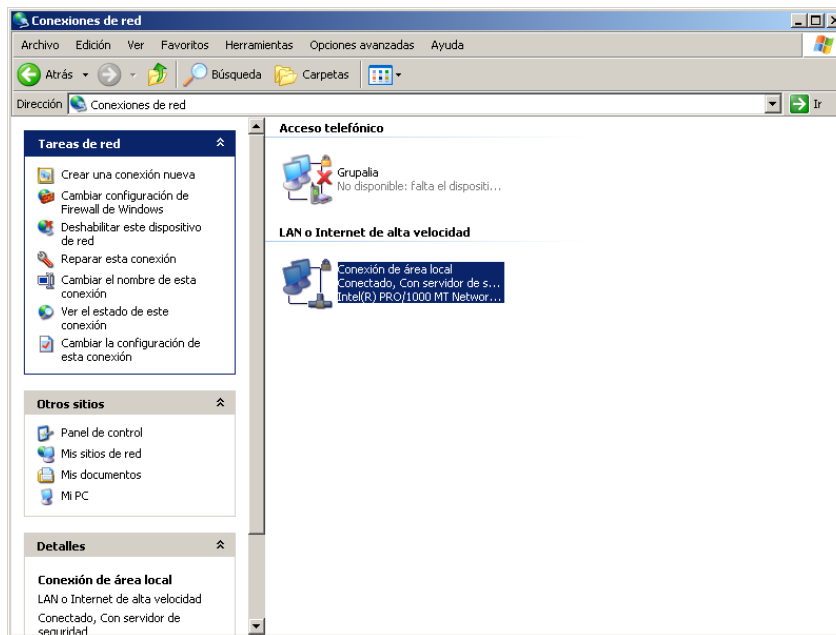 Conexiones de red
Archivo Edición Ver Favoritos Herramientas Opciones avanzadas Ayuda
Atrás Búsqueda Carpetas
Dirección Conexiones de red Ir
Tareas de red
Crear una conexión nueva
Cambiar configuración de
Firewall de Windows
Deshabilitar este dispositivo
de red
Reparar esta conexión
Cambiar el nombre de esta
conexión
Ver el estado de este
conexión
Cambiar la configuración de
esta conexión
Otros sitios
Panel de control
Mis sitios de red
Mis documentos
Mi PC
Detalles
Conexión de área local
LAN o Internet de alta velocidad
Conectado, Con servidor de
seguridad
Acceso telefónico
Grupalia
No disponible: falta el dispositi...
LAN o Internet de alta velocidad
Conexión de área local
Conectado, Con servidor de s...
Intel(R) PRO/1000 MT Networ...